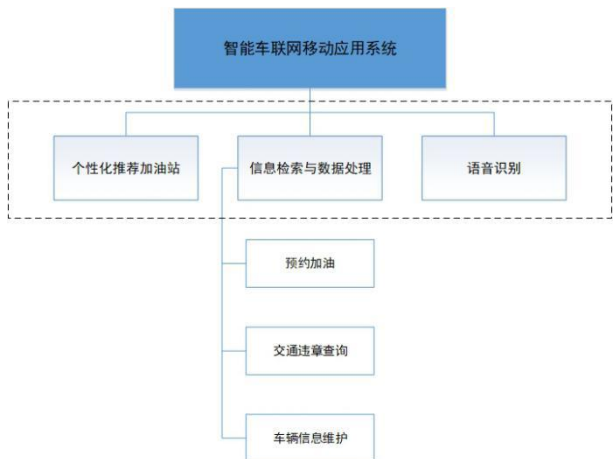 智能车联网移动应用系统
个性化推荐加油站
信息检索与数据处理
语音识别
预约加油
交通违章查询
车辆信息维护